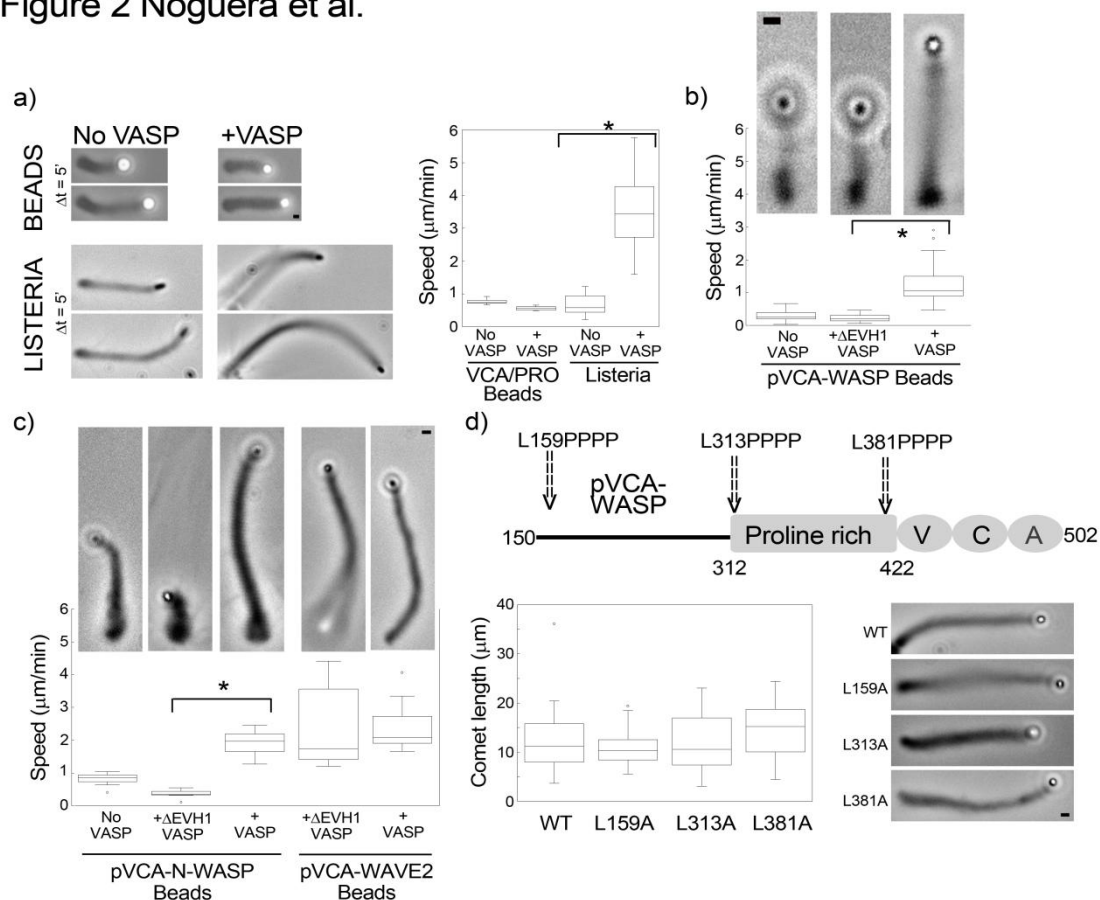 Figure 2 Noguera et al.
a)
No VASP +VASP
BEADS
Δt = 5'
LISTERIA
Δt = 5'
Speed (μm/min)
6
5
4
3
2
1
0
No VASP
+ VASP
No VASP
+ VASP
VCA/PRO Beads
Listeria
*
b)
Speed (μm/min)
6
5
4
3
2
1
0
*
No VASP
+ΔEVH1 VASP
+ VASP
pVCA-WASP Beads
c)
Speed (μm/min)
6
5
4
3
2
1
0
*
No VASP
+ΔEVH1 VASP
+ VASP
+ΔEVH1 VASP
+ VASP
pVCA-N-WASP Beads
pVCA-WAVE2 Beads
d)
L159PPPP L313PPPP L381PPPP
pVCA-WASP
150 Proline rich V C A 502
312 422
Comet length (μm)
40
30
20
10
0
WT L159A L313A L381A
WT
L159A
L313A
L381A